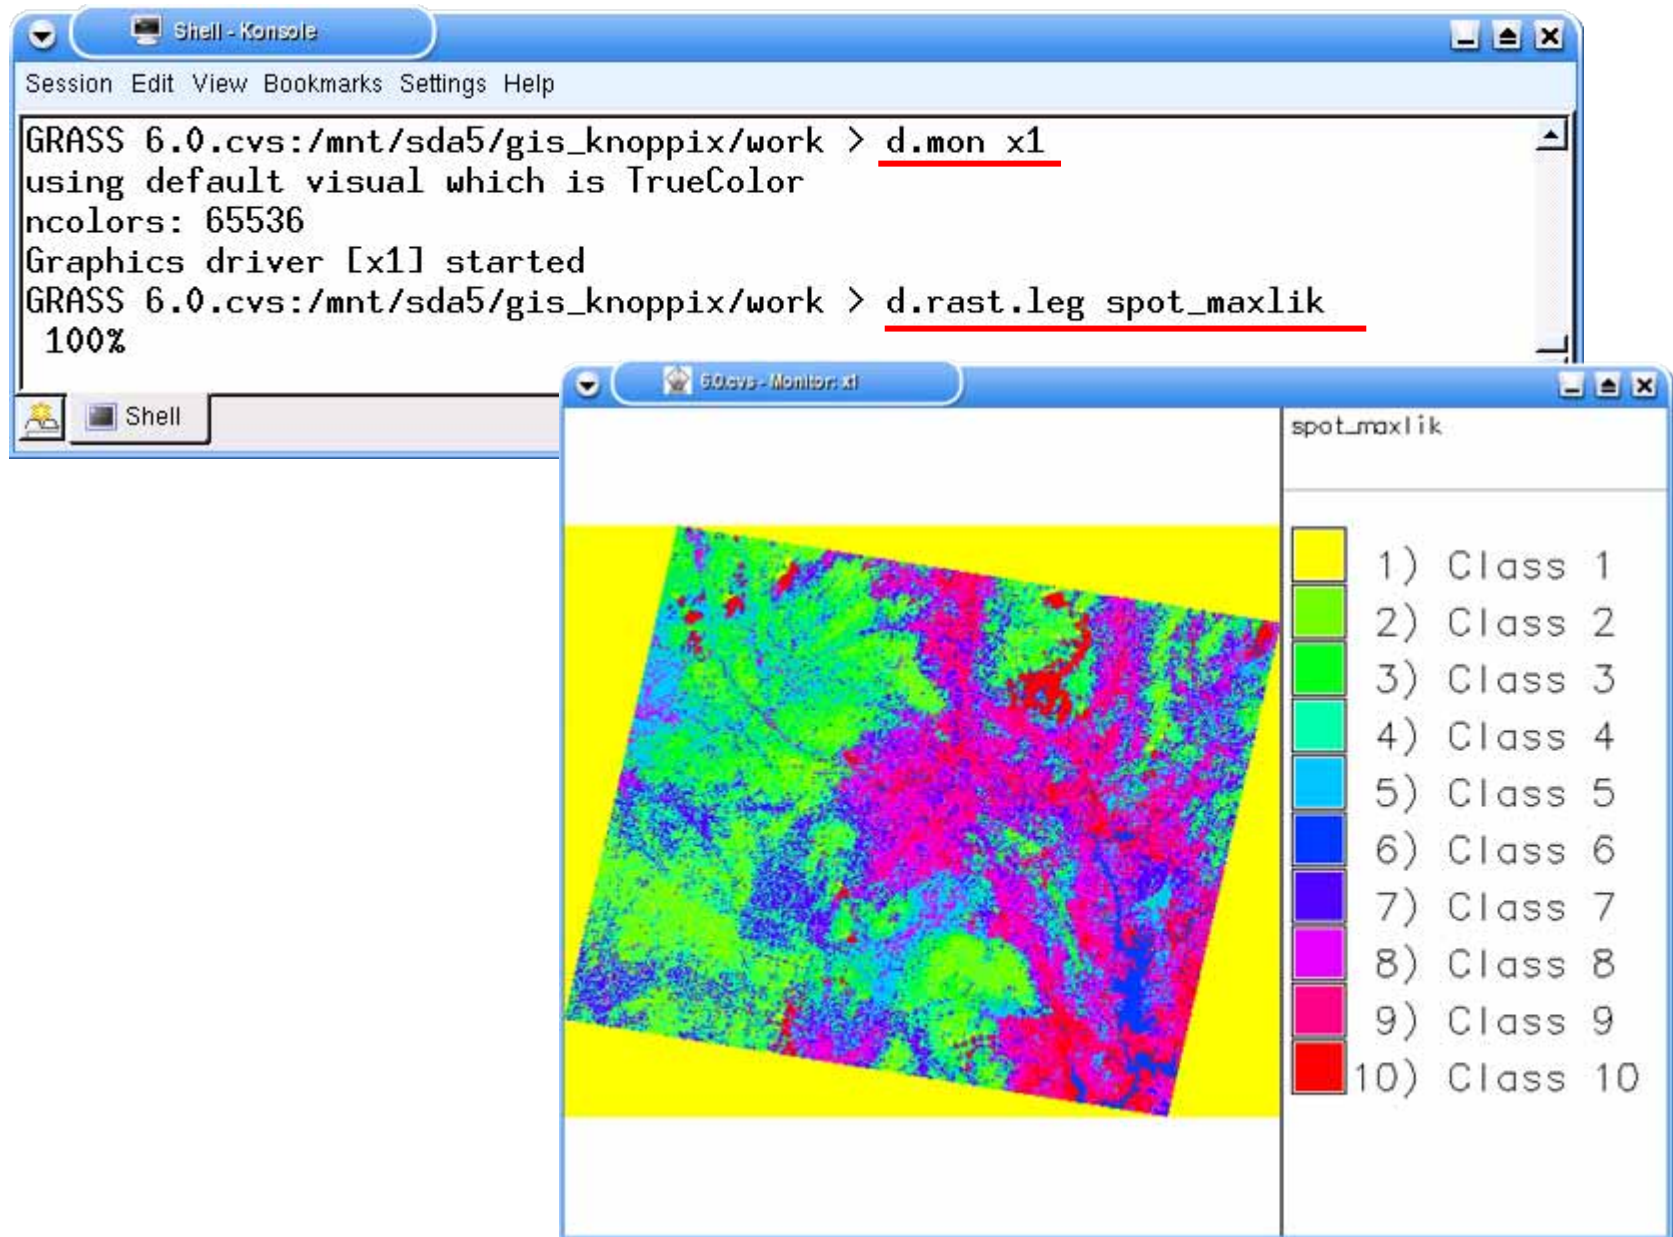 Shell - Konsole
Session Edit View Bookmarks Settings Help
GRASS 6.0.cvs:/mnt/sda5/gis_knoppix/work > d.mon x1
using default visual which is TrueColor
ncolors: 65536
Graphics driver [x1] started
GRASS 6.0.cvs:/mnt/sda5/gis_knoppix/work > d.rast.leg spot_maxlik
100%
Shell
6.0.cvs - Monitor: x1
spot_maxlik
1) Class 1
2) Class 2
3) Class 3
4) Class 4
5) Class 5
6) Class 6
7) Class 7
8) Class 8
9) Class 9
10) Class 10